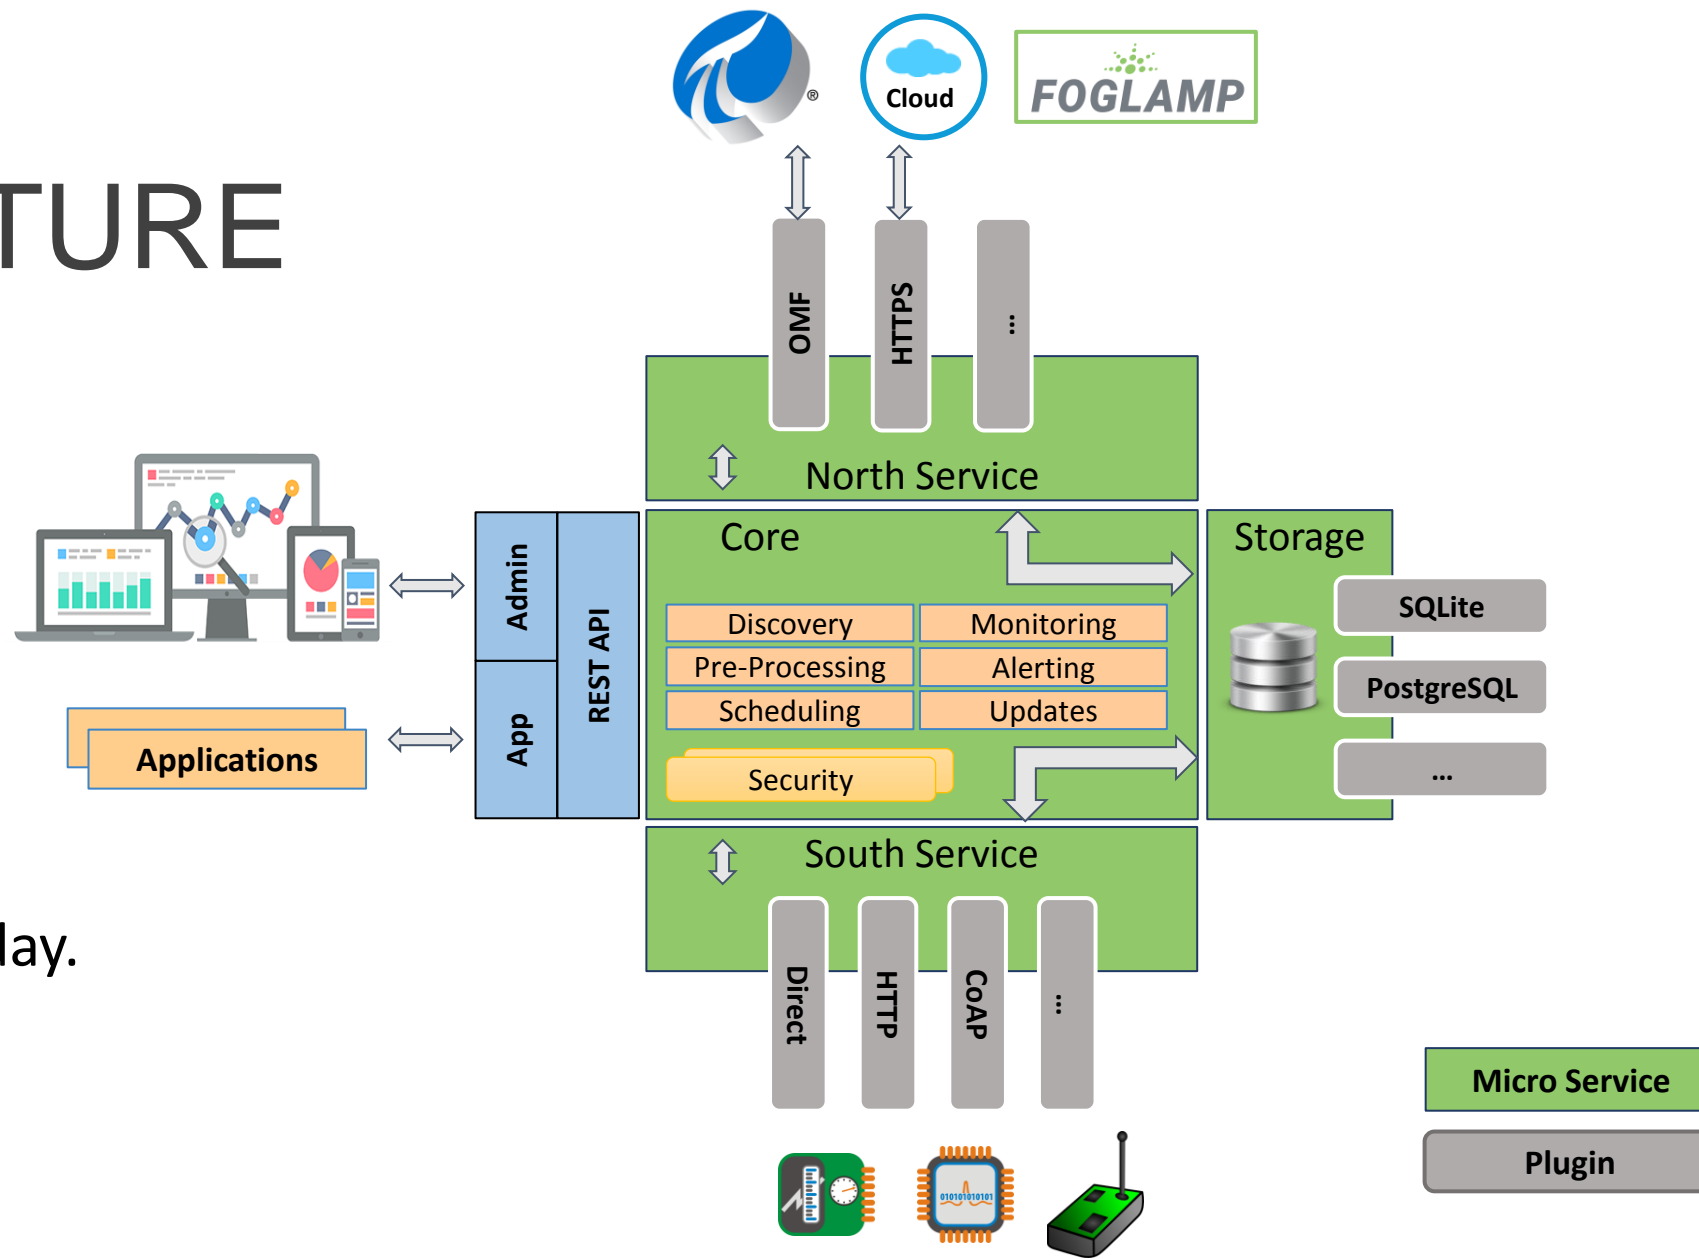 ®
Cloud
FOGLAMP
TURE
OMF
HTTPS
...
North Service
Core
Storage
Admin
App
REST API
Discovery
Monitoring
Pre-Processing
Alerting
Scheduling
Updates
Security
SQLite
PostgreSQL
...
Applications
South Service
Direct
HTTP
CoAP
...
lay.
010101010101
Micro Service
Plugin